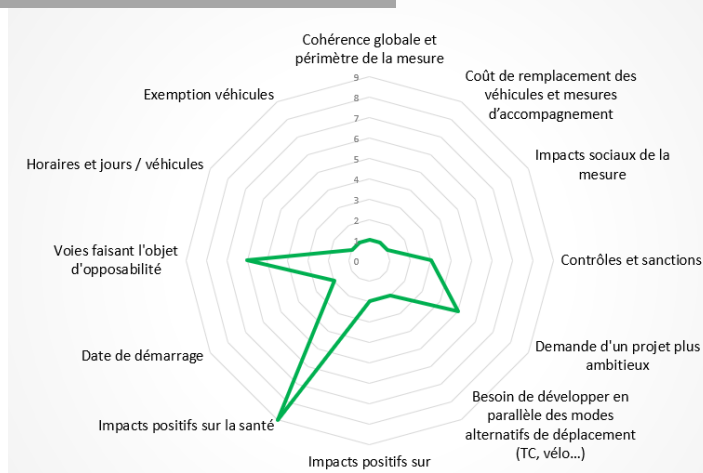 Cohérence globale et
périmètre de la mesure
Coût de remplacement des
véhicules et mesures
d'accompagnement
Impacts sociaux de la
mesure
Contrôles et sanctions
Demande d'un projet plus
ambitieux
Besoin de développer en
parallèle des modes
alternatifs de déplacement
(TC, vélo…)
Impacts positifs sur
Impacts positifs sur la santé
Date de démarrage
Voies faisant l'objet
d'opposabilité
Horaires et jours / véhicules
Exemption véhicules
9
8
7
6
5
4
3
2
1
0